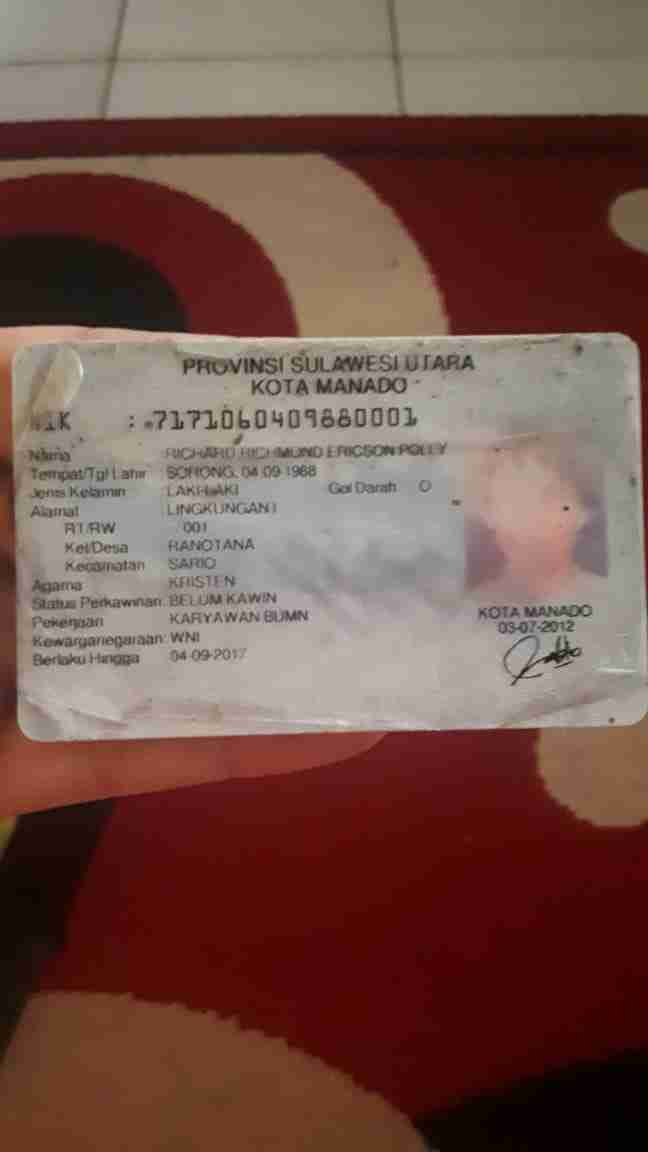 PROVINSI SULAWESI UTARA
KOTA MANADO
NIK : 7171060409880001
Nama : RICHARD RICHMUND ERICSON POLLY
Tempat/Tgl Lahir : SORONG, 04 09 1988
Jenis Kelamin : LAKI-LAKI Gol Darah : O
Alamat : LINGKUNGAN I
RT/RW : 001
Kel/Desa : RANOTANA
Kecamatan : SARIO
Agama : KRISTEN
Status Perkawinan: BELUM KAWIN
Pekerjaan : KARYAWAN BUMN
Kewarganegaraan: WNI
Berlaku Hingga : 04-09-2017
KOTA MANADO
03-07-2012